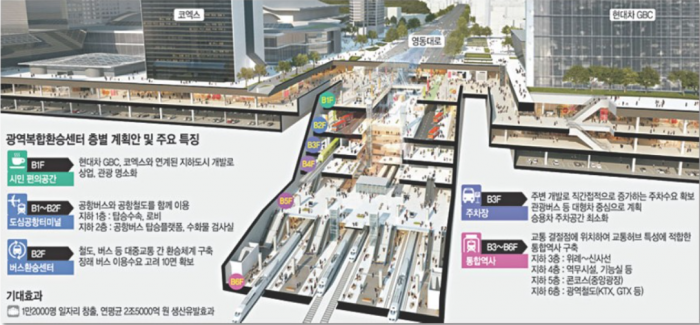 코엑스
영동대로
현대차 GBC
B1F
B2F
B3F
B4F
B5F
B6F
광역복합환승센터 층별 계획안 및 주요 특징
시민 편의공간
B1F
현대차 GBC, 코엑스와 연계된 지하도시 개발로
상업, 관광 명소화
도심공항터미널
B1~B2F
공항버스와 공항철도를 함께 이용
지하 1층 : 탑승수속, 로비
지하 2층 : 공항버스 탑승플랫폼, 수화물 검사실
버스환승센터
B2F
철도, 버스 등 대중교통 간 환승체계 구축
장래 버스 이용수요 고려 10면 확보
기대효과
1만2000명 일자리 창출, 연평균 2조5000억 원 생산유발효과
주차장
B3F
주변 개발로 직간접적으로 증가하는 주차수요 확보
관광버스 등 대형차 중심으로 계획
승용차 주차공간 최소화
통합역사
B3~B6F
교통 결절점에 위치하여 교통허브 특성에 적합한
통합역사 구축
지하 3층 : 위례~신사선
지하 4층 : 역무시설, 기능실 등
지하 5층 : 콘코스(중앙광장)
지하 6층 : 광역철도(KTX, GTX 등)